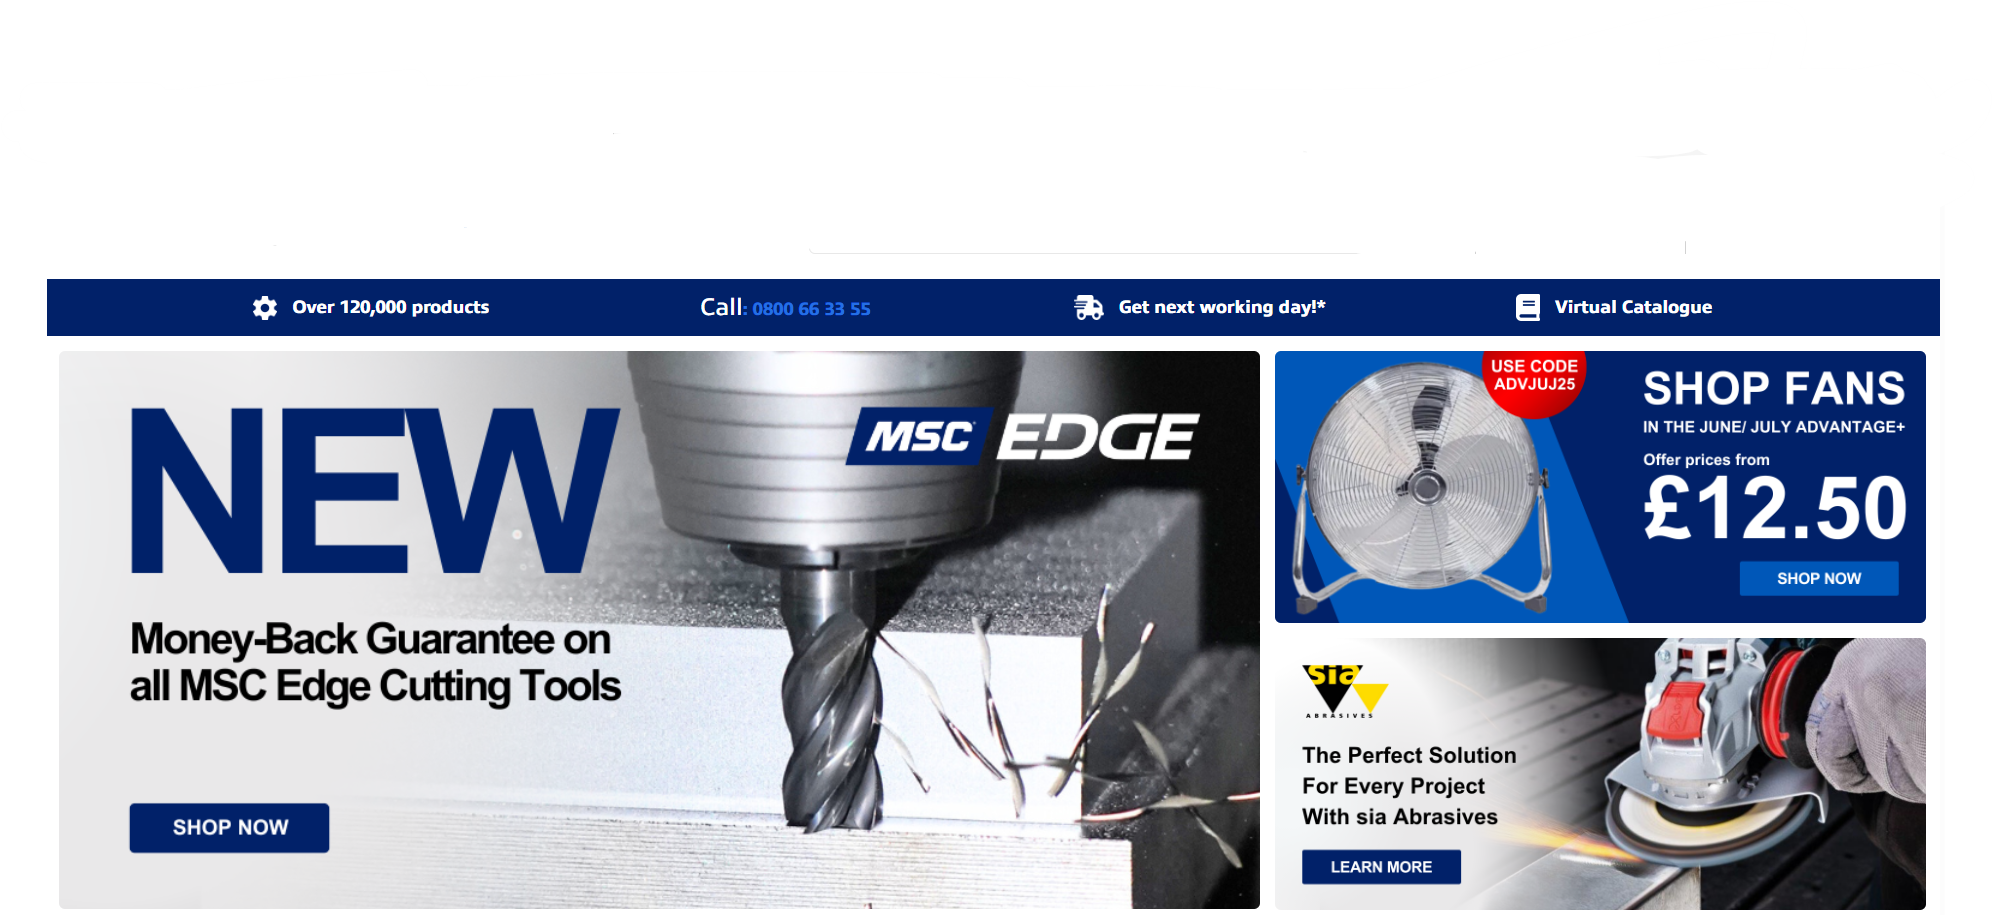 Over 120,000 products
Call: 0800 66 33 55
Get next working day!*
Virtual Catalogue
NEW
MSC EDGE
Money-Back Guarantee on
all MSC Edge Cutting Tools
SHOP NOW
USE CODE
ADVJUJ25
SHOP FANS
IN THE JUNE/ JULY ADVANTAGE+
Offer prices from
£12.50
SHOP NOW
sia
ABRASIVES
The Perfect Solution
For Every Project
With sia Abrasives
LEARN MORE